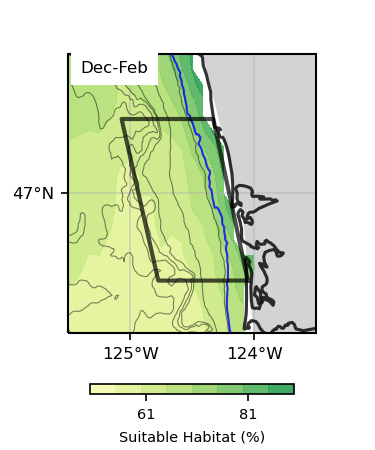 Dec-Feb
47°N
125°W 124°W
61 81
Suitable Habitat (%)